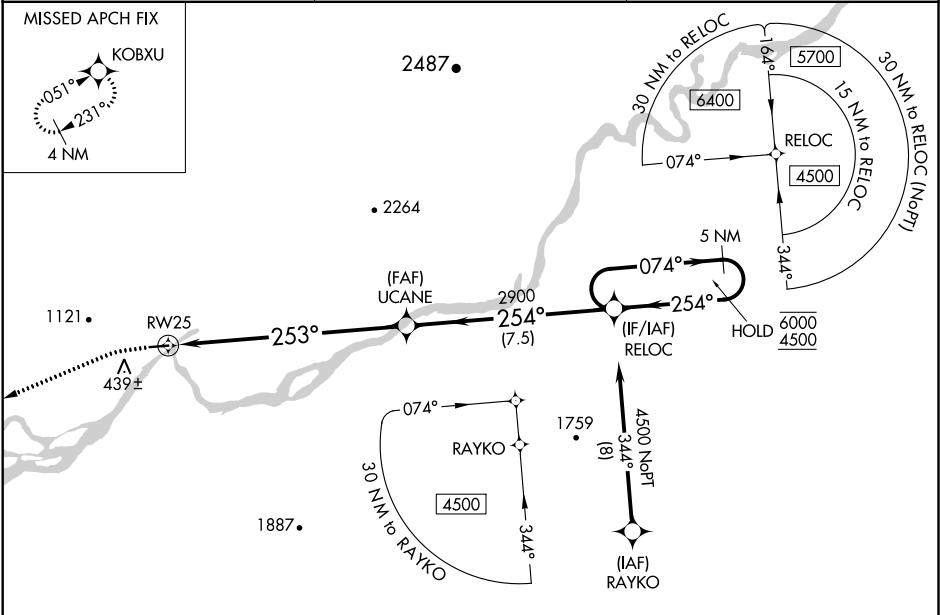 MISSED APCH FIX
KOBXU
051°
231°
4 NM
2487
2264
1121
RW25
439±
253°
(FAF)
UCANE
2900
254°
(7.5)
074°
5 NM
254°
(IF/IAF)
RELOC
HOLD
6000
4500
30 NM to RELOC
164°
5700
6400
15 NM to RELOC
30 NM to RELOC (NoPT)
RELOC
074°
4500
344°
074°
RAYKO
4500
344°
30 NM to RAYKO
1759
4500 NoPT
344°
(8)
1887
(IAF)
RAYKO